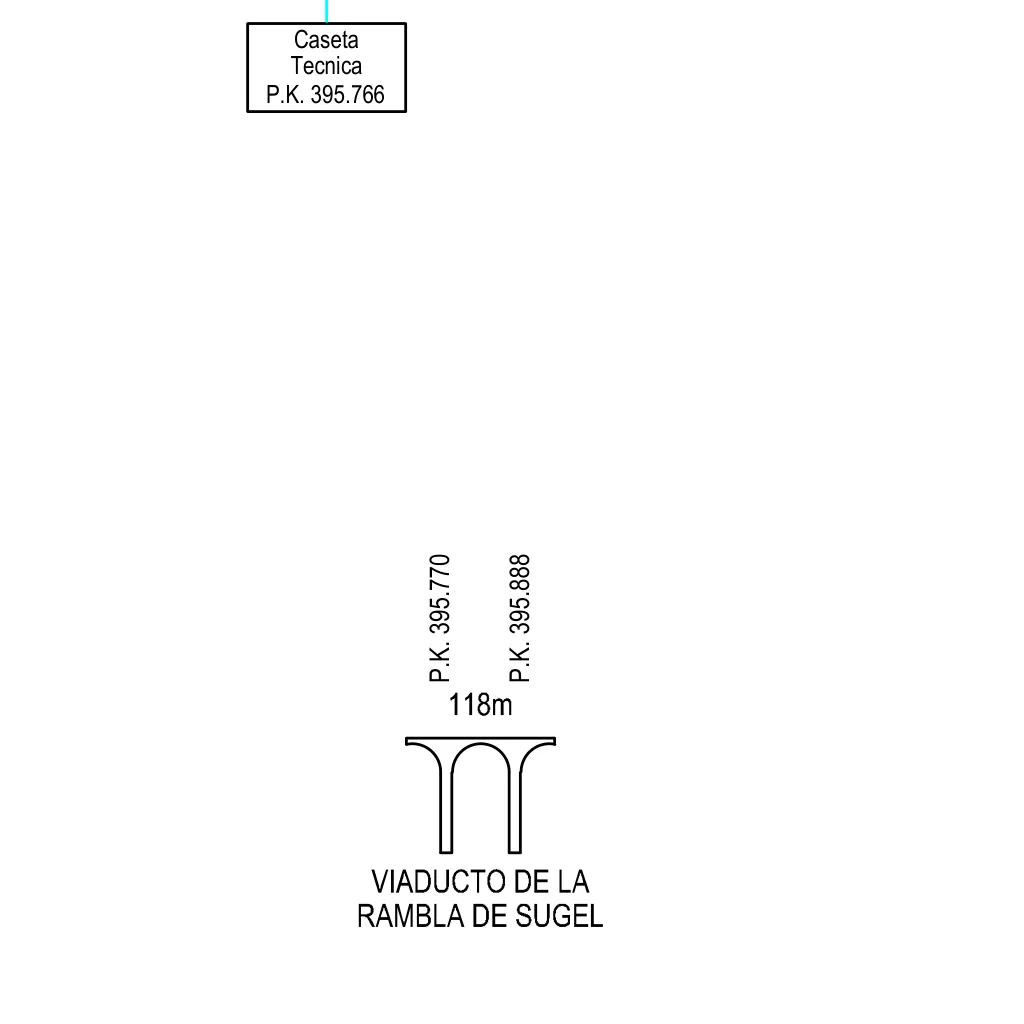 Caseta
Tecnica
P.K. 395.766
P.K. 395.770
P.K. 395.888
118m
VIADUCTO DE LA
RAMBLA DE SUGEL